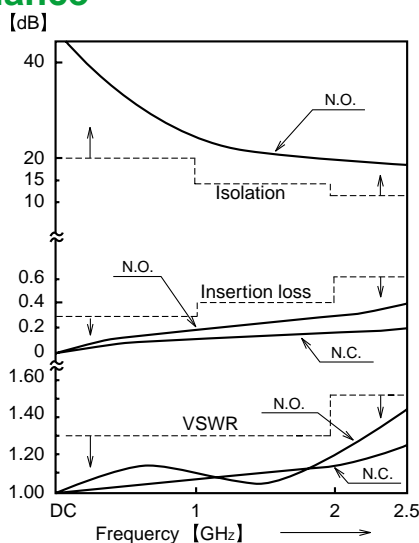 【dB】
40
N.O.
20
15
10
Isolation
0.6
N.O.
Insertion loss
0.4
0.2
0
N.C.
1.60
1.40
N.O.
VSWR
1.20
N.C.
1.00
DC 1 2 2.5
Frequency 【GHz】